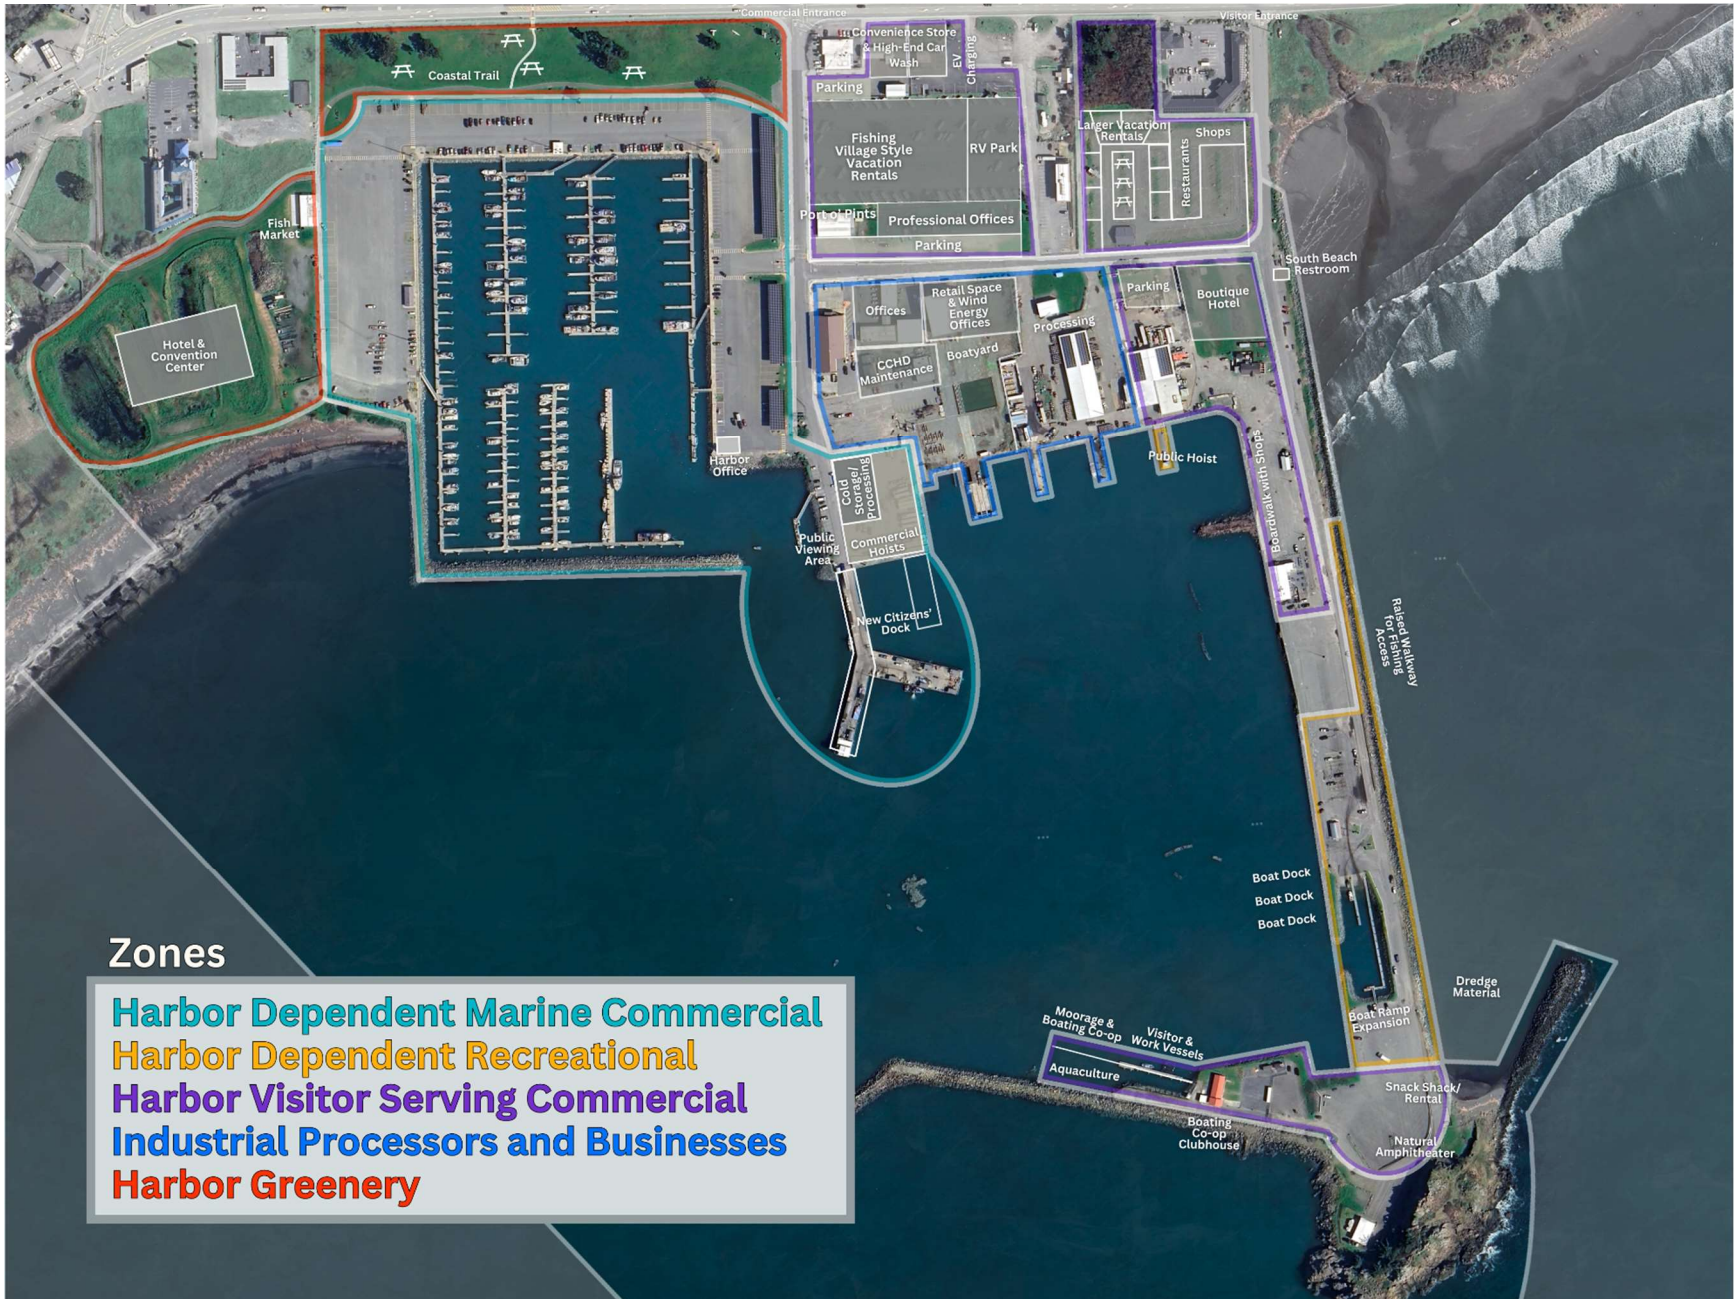 Commercial Entrance
Visitor Entrance
Convenience Store
& High-End Car
Wash
EV
Charging
Coastal Trail
Parking
Fishing
Village Style
Vacation
Rentals
RV Park
Larger Vacation
Rentals
Shops
Restaurants
Fish
Market
Port of Pints
Professional Offices
Parking
South Beach
Restroom
Hotel &
Convention
Center
Offices
Retail Space
& Wind
Energy
Offices
Processing
Parking
Boutique
Hotel
CCHD
Maintenance
Boatyard
Harbor
Office
Cold
Storage/
Processing
Public Hoist
Boardwalk with Shops
Public
Viewing
Area
Commercial
Hoists
New Citizens'
Dock
Raised Walkway
for Fishing
Access
Boat Dock
Boat Dock
Boat Dock
Dredge
Material
Boat Ramp
Expansion
Moorage &
Boating Co-op
Visitor &
Work Vessels
Aquaculture
Snack Shack/
Rental
Boating
Co-op
Clubhouse
Natural
Amphitheater
Zones
Harbor Dependent Marine Commercial
Harbor Dependent Recreational
Harbor Visitor Serving Commercial
Industrial Processors and Businesses
Harbor Greenery